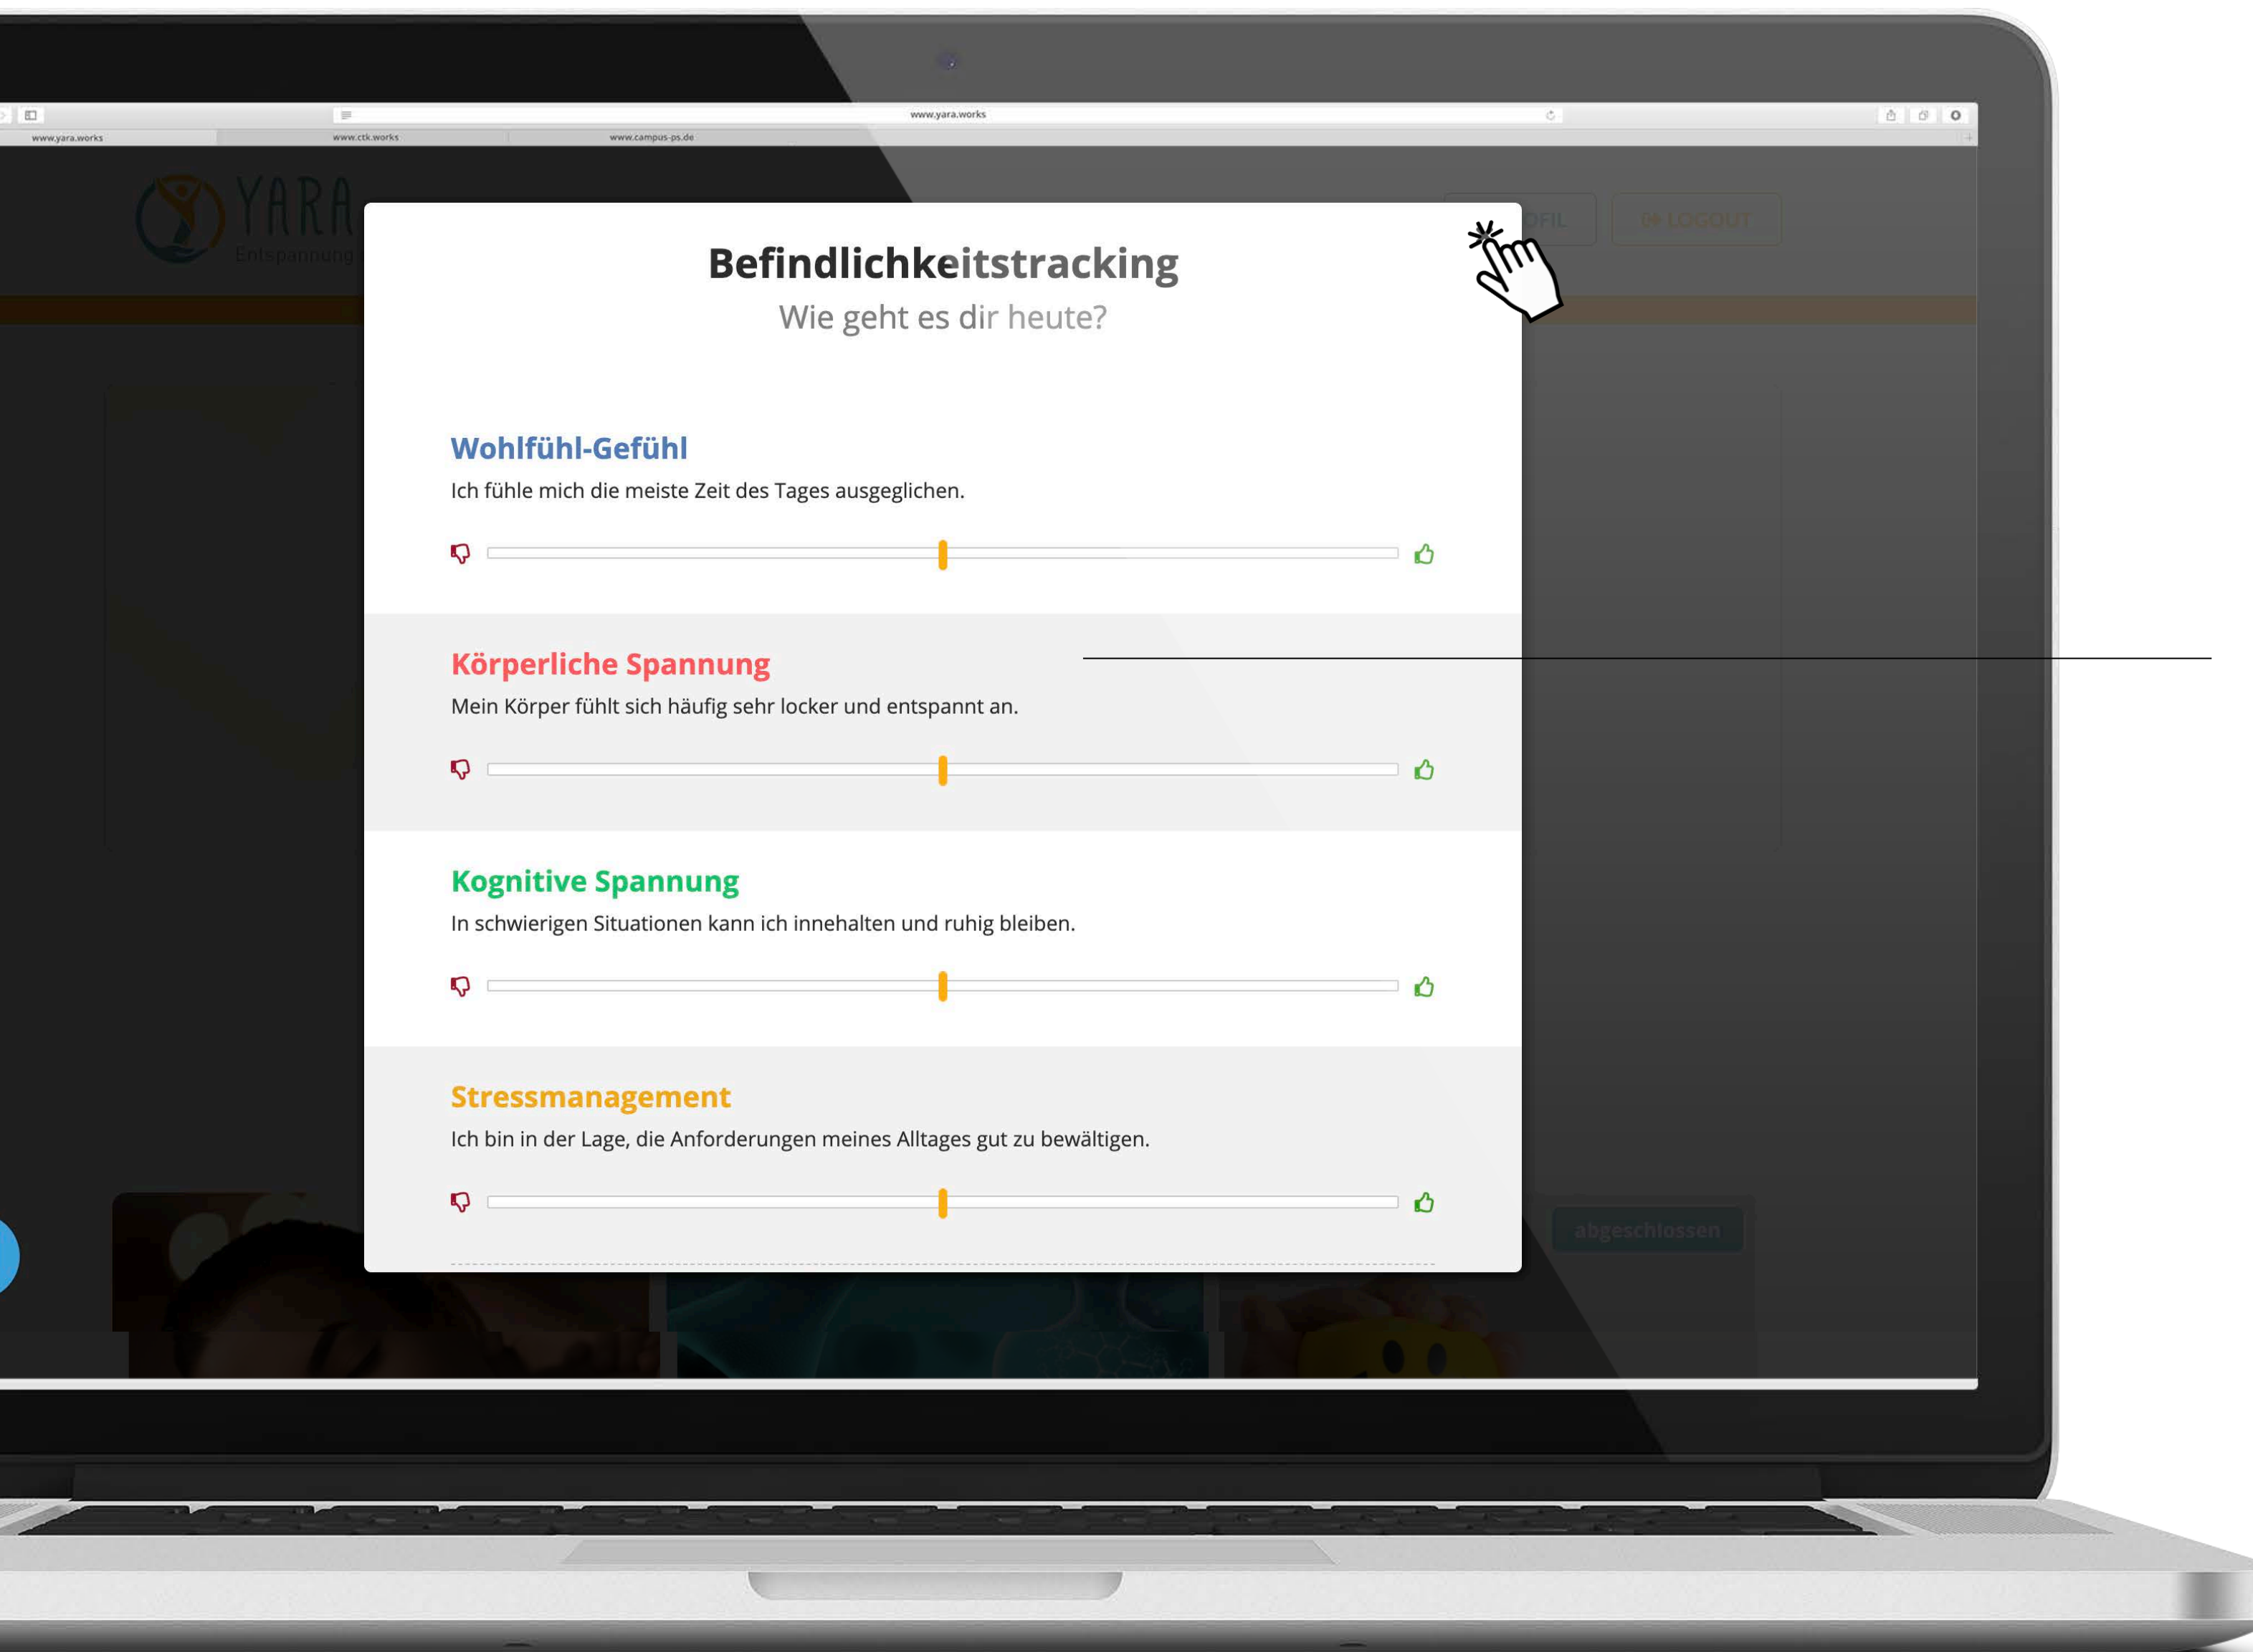 www.yara.works
www.yara.works
www.ctk.works
www.campus-ps.de
YARA
Entspannung
OFIL
LOGOUT
Befindlichkeitstracking
Wie geht es dir heute?
Wohlfühl-Gefühl
Ich fühle mich die meiste Zeit des Tages ausgeglichen.
Körperliche Spannung
Mein Körper fühlt sich häufig sehr locker und entspannt an.
Kognitive Spannung
In schwierigen Situationen kann ich innehalten und ruhig bleiben.
Stressmanagement
Ich bin in der Lage, die Anforderungen meines Alltages gut zu bewältigen.
abgeschlossen